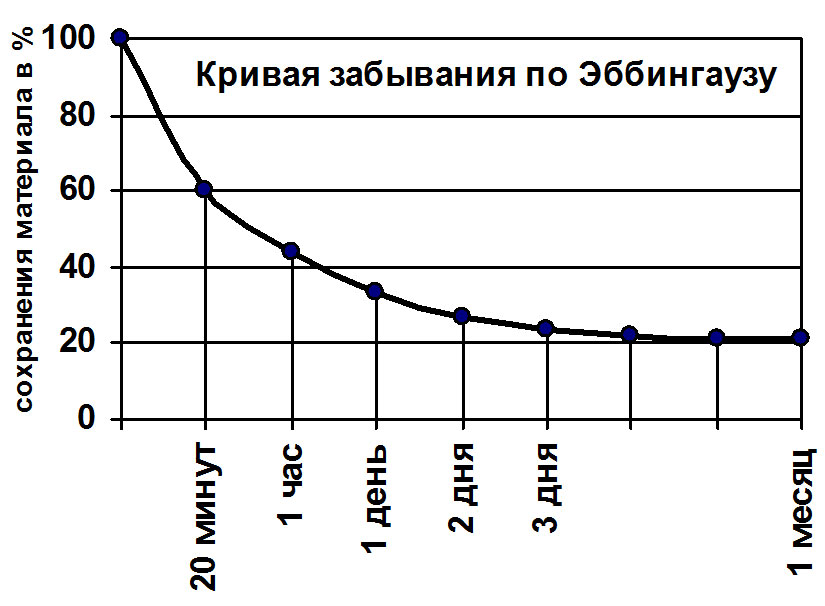 Кривая забывания по Эббингаузу
сохранения материала в %
100
80
60
40
20
0
20 минут
1 час
1 день
2 дня
3 дня
1 месяц